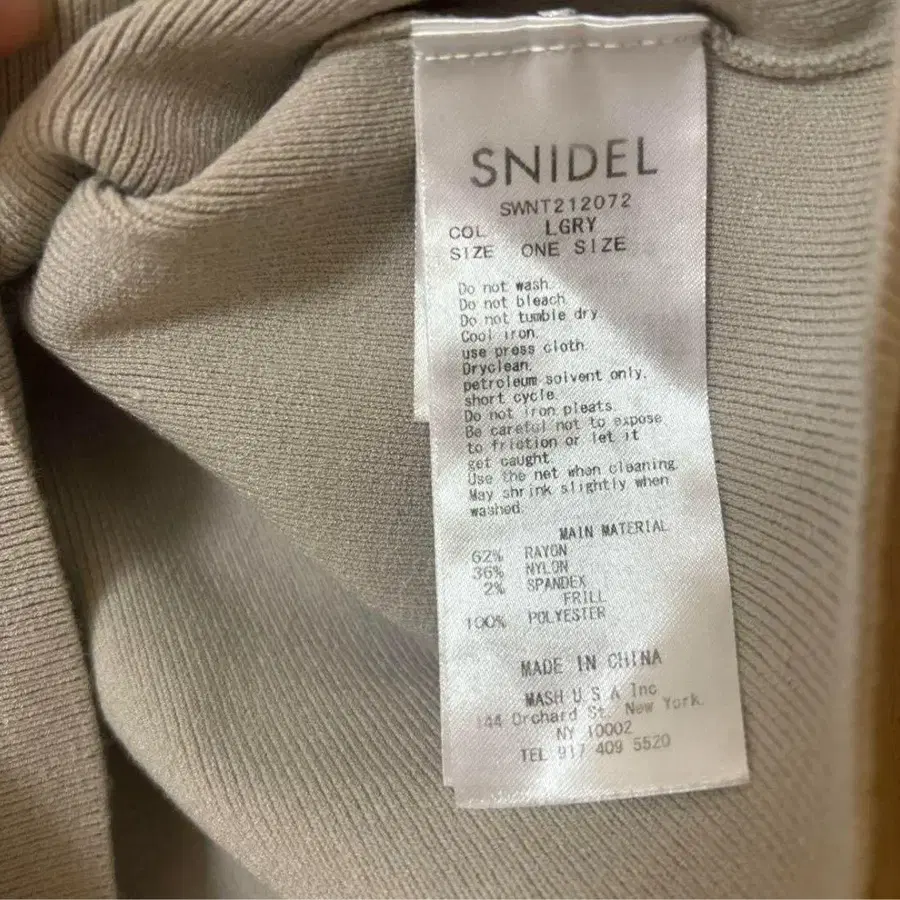 SNIDEL
SWNT212072
COL LGRY
SIZE ONE SIZE
Do not wash.
Do not bleach.
Do not tumble dry.
Cool iron.
use press cloth.
Dryclean,
petroleum solvent only,
short cycle.
Do not iron pleats.
Be careful not to expose
to friction or let it
get caught.
Use the net when cleaning.
May shrink slightly when
washed.
MAIN MATERIAL
62% RAYON
36% NYLON
2% SPANDEX
FRILL
100% POLYESTER
MADE IN CHINA
MASH U S A Inc
144 Orchard St. New York.
NY 10002
TEL 917 409 5520